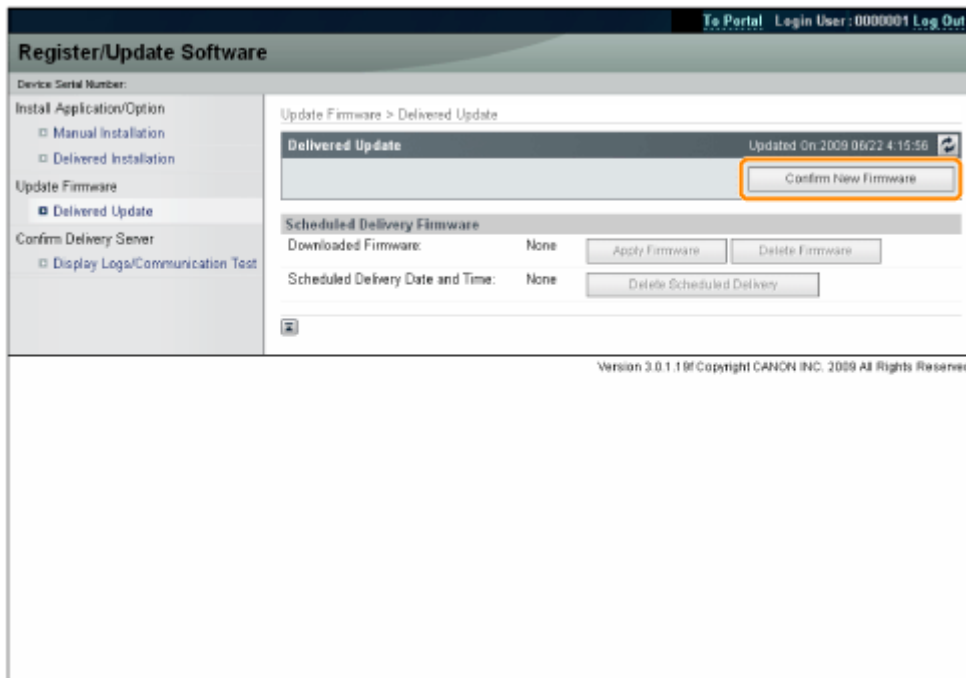 To Portal Login User : 0000001 Log Out
Register/Update Software
Device Serial Number:
Install Application/Option
Manual Installation
Delivered Installation
Update Firmware
Delivered Update
Confirm Delivery Server
Display Logs/Communication Test
Update Firmware > Delivered Update
Delivered Update Updated On:2009 06/22 4:15:56
Confirm New Firmware
Scheduled Delivery Firmware
Downloaded Firmware: None Apply Firmware Delete Firmware
Scheduled Delivery Date and Time: None Delete Scheduled Delivery
Version 3.0.1.19f Copyright CANON INC. 2009 All Rights Reserved